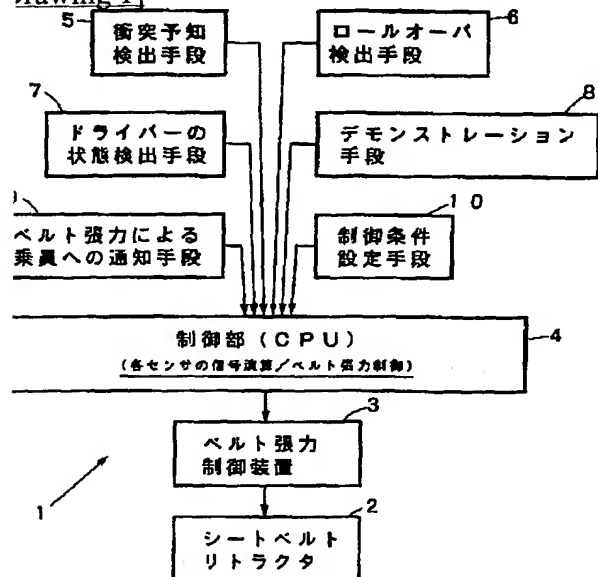 rawing 1]
5
衝突予知
検出手段
6
ロールオーバ
検出手段
7
ドライバーの
状態検出手段
8
デモンストレーション
手段
ベルト張力による
乗員への通知手段
10
制御条件
設定手段
制御部(CPU)
(各センサの信号演算/ベルト張力制御)
4
3
ベルト張力
制御装置
1
2
シートベルト
リトラクタ